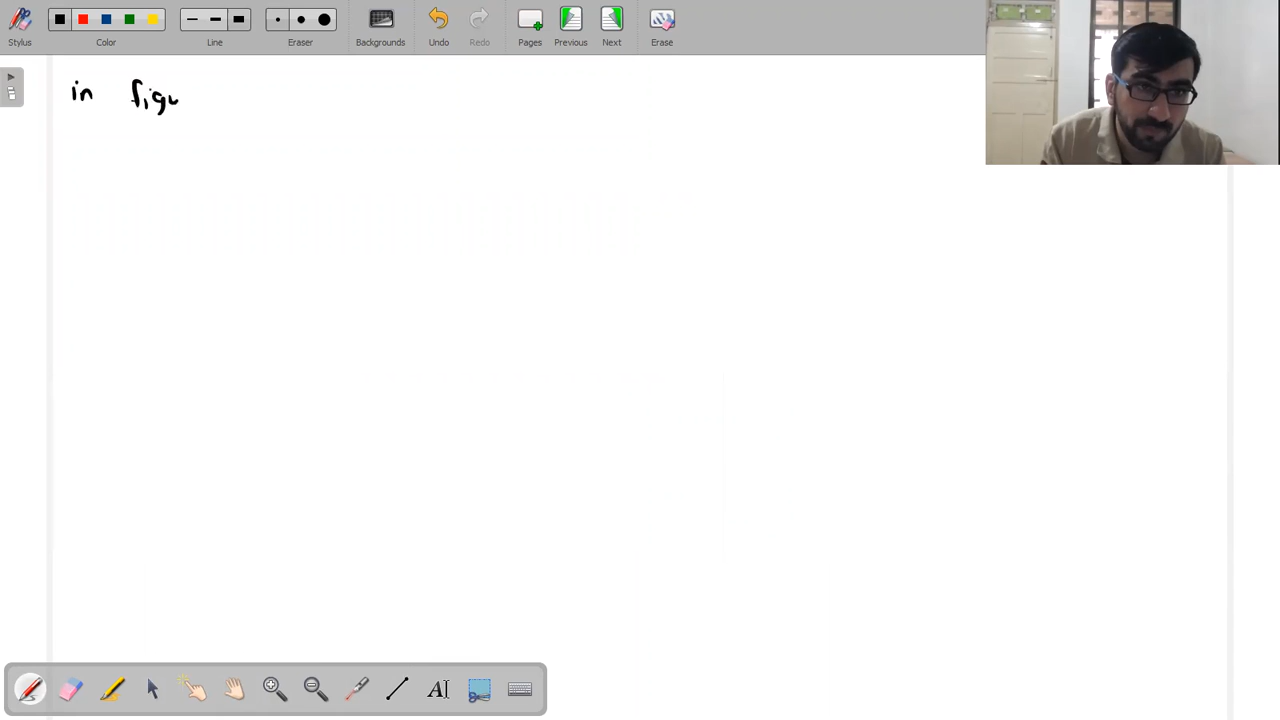 Stylus
Color
Line
Eraser
Backgrounds
Undo
Redo
Pages
Previous
Next
Erase
in figu
A